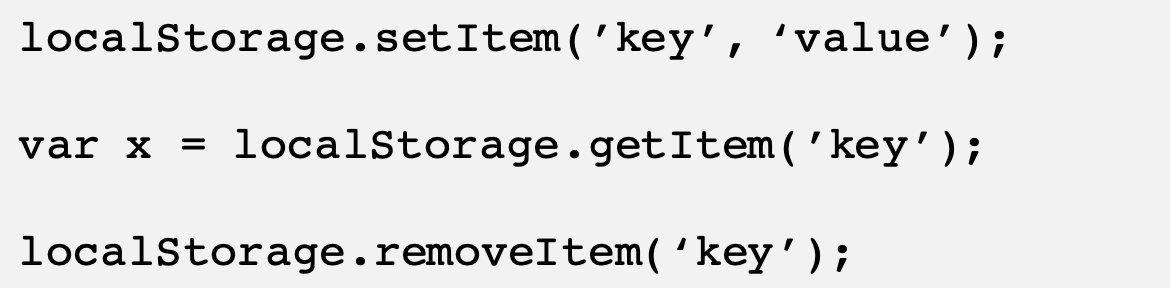 localStorage.setItem(’key’, ‘value’);
var x = localStorage.getItem(’key’);
localStorage.removeItem(‘key’);